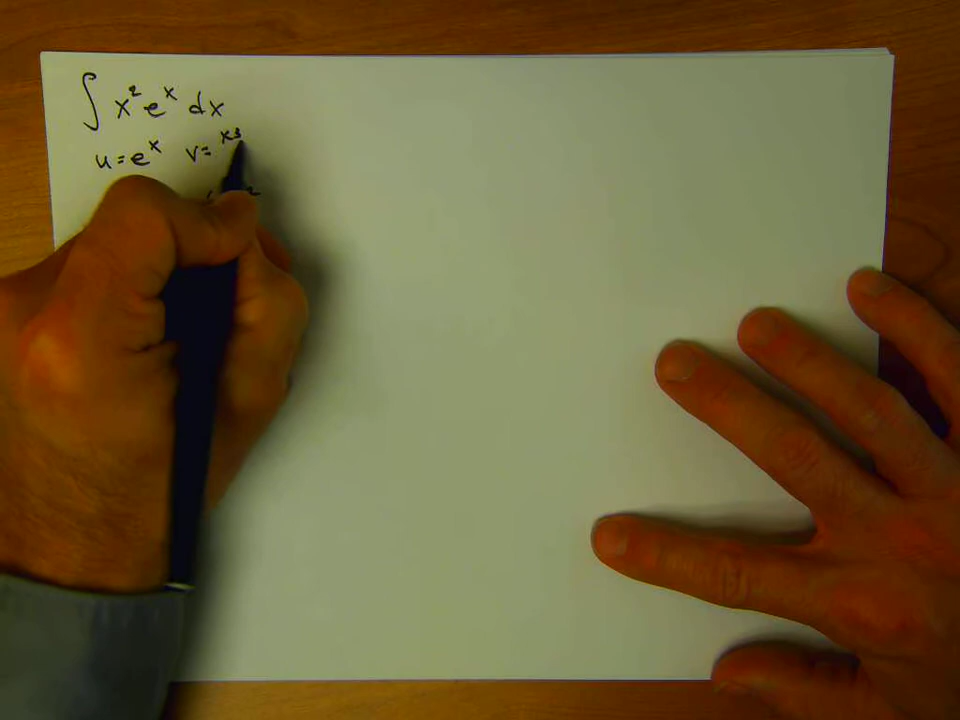 ∫ x² eˣ dx
u = eˣ v = x³